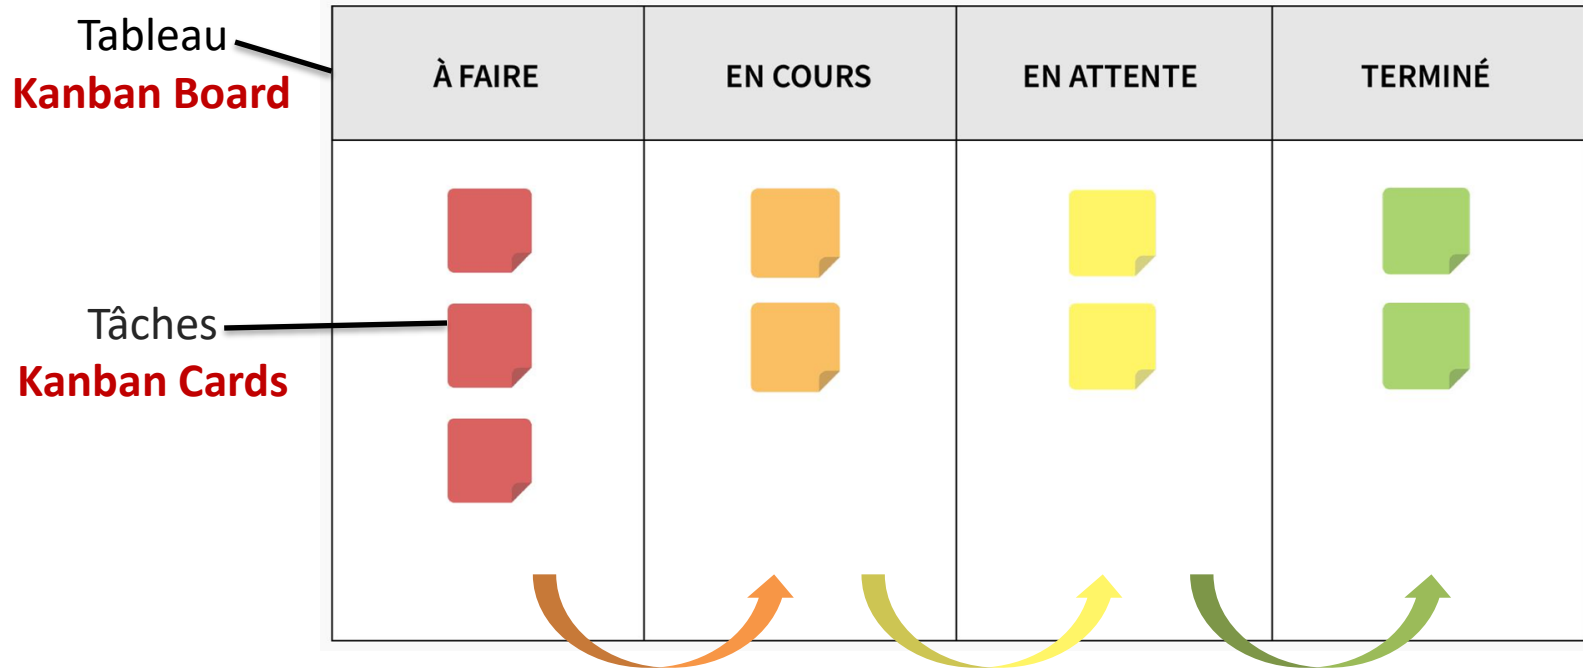 Tableau
Kanban Board
À FAIRE
EN COURS
EN ATTENTE
TERMINÉ
Tâches
Kanban Cards